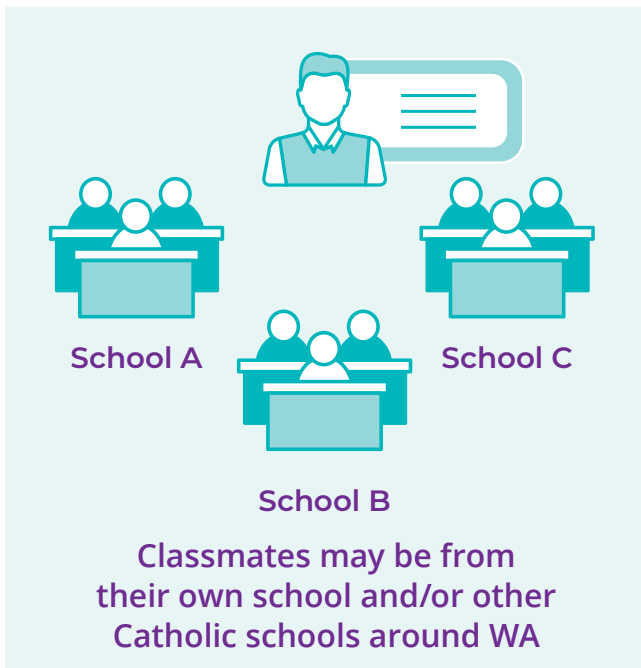 School A
School C
School B
Classmates may be from
their own school and/or other
Catholic schools around WA